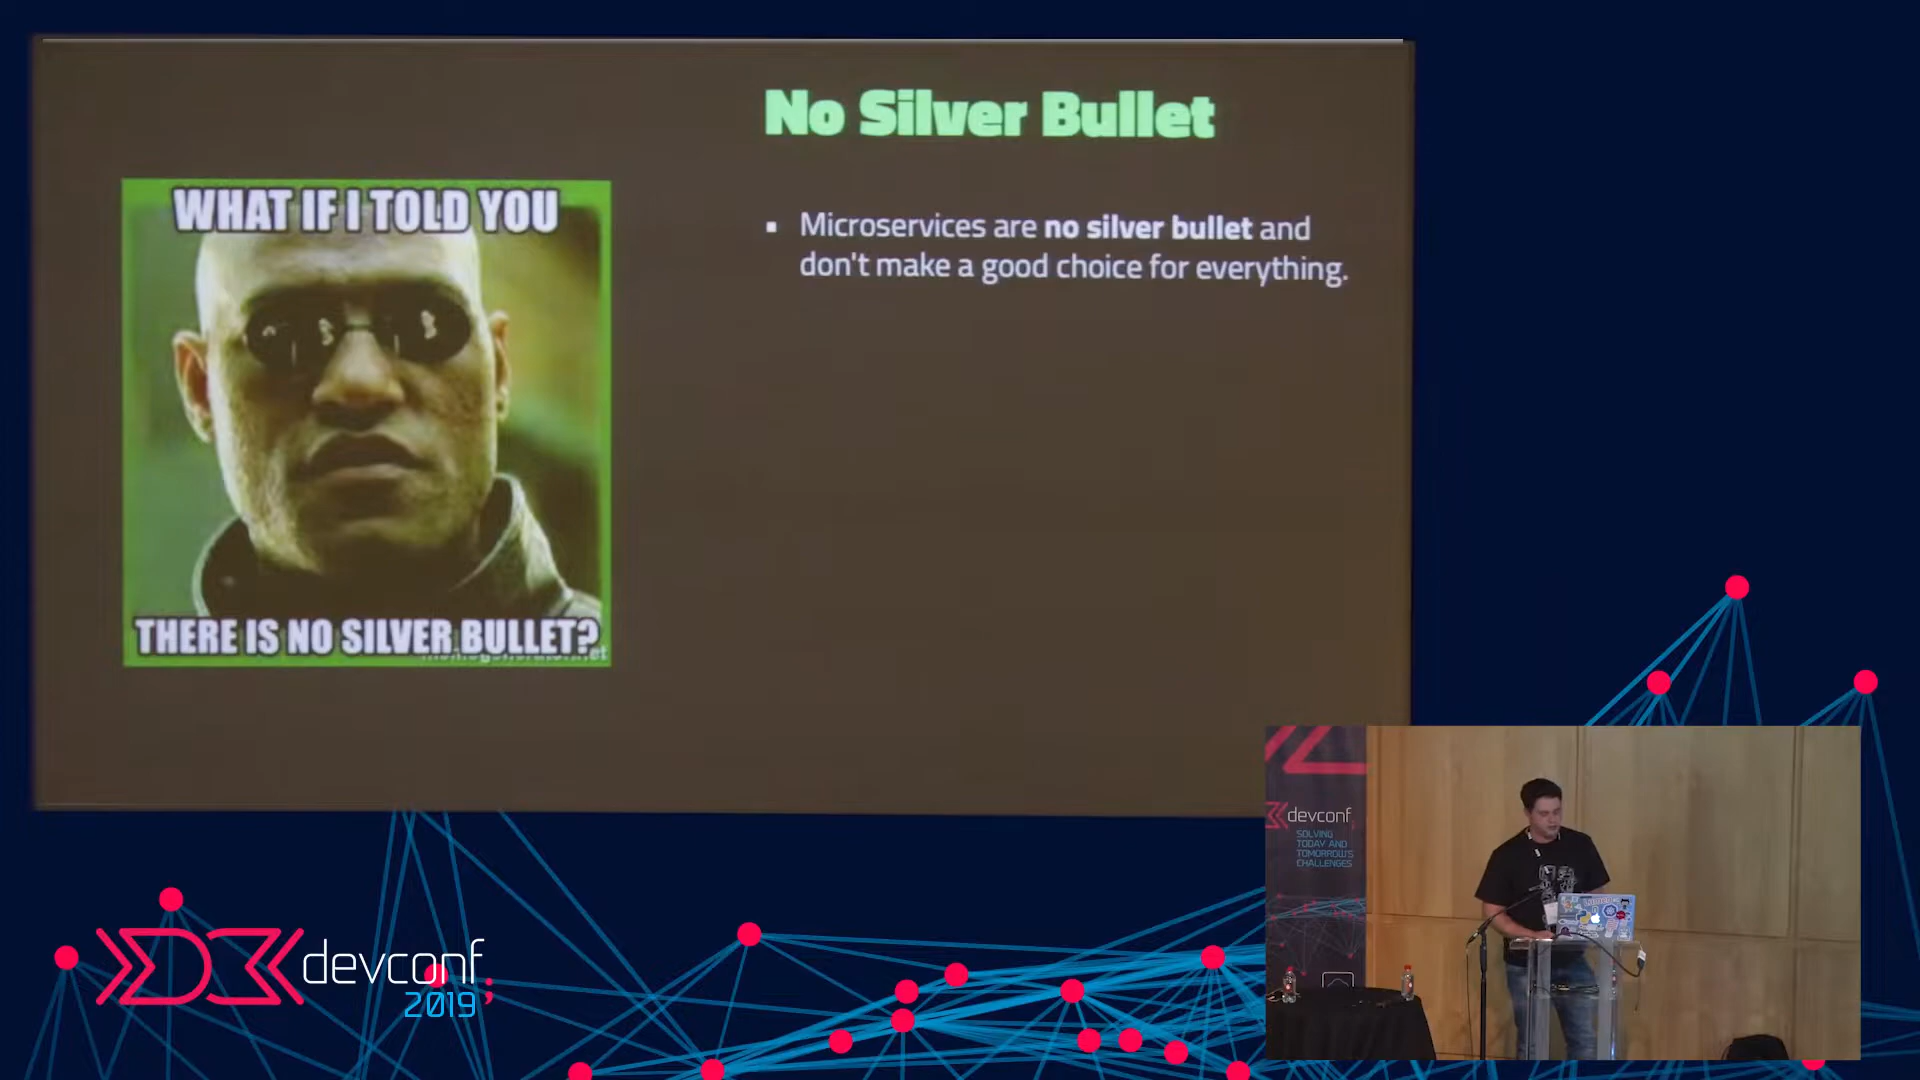 No Silver Bullet
WHAT IF I TOLD YOU
THERE IS NO SILVER BULLET?
▪ Microservices are no silver bullet and
don't make a good choice for everything.
devconf
SOLVING
TODAY AND
TOMORROW'S
CHALLENGES
devconf;
2019